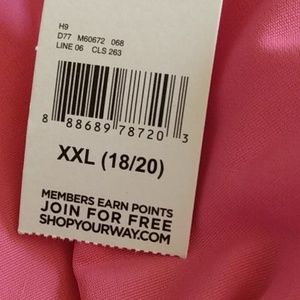 H9
D77 M60672 068
LINE 06 CLS 263
8 88689 78720 3
XXL (18/20)
MEMBERS EARN POINTS
JOIN FOR FREE
SHOPYOURWAY.COM